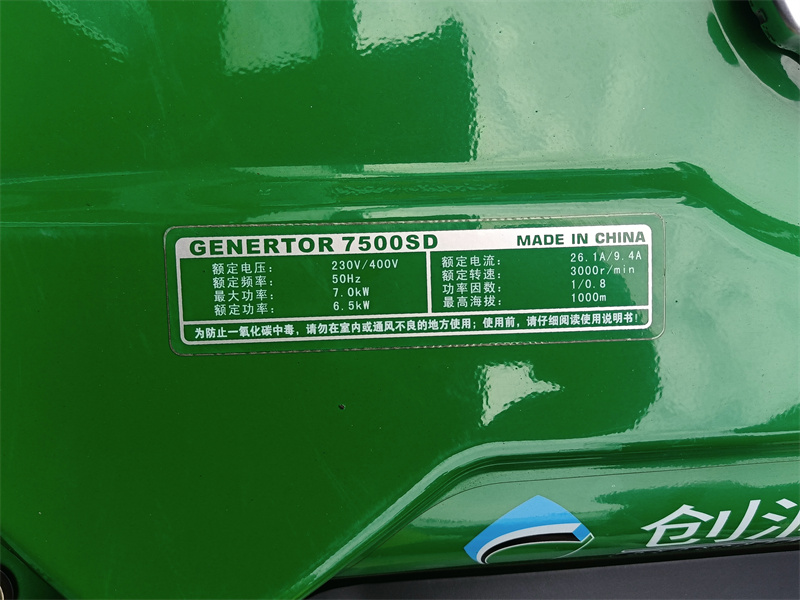 GENERTOR 7500SD MADE IN CHINA
额定电压： 230V/400V 额定电流： 26.1A/9.4A
额定频率： 50Hz 额定转速： 3000r/min
最大功率： 7.0kW 功率因数： 1/0.8
额定功率： 6.5kW 最高海拔： 1000m
为防止一氧化碳中毒，请勿在室内或通风不良的地方使用；使用前，请仔细阅读使用说明书！
创